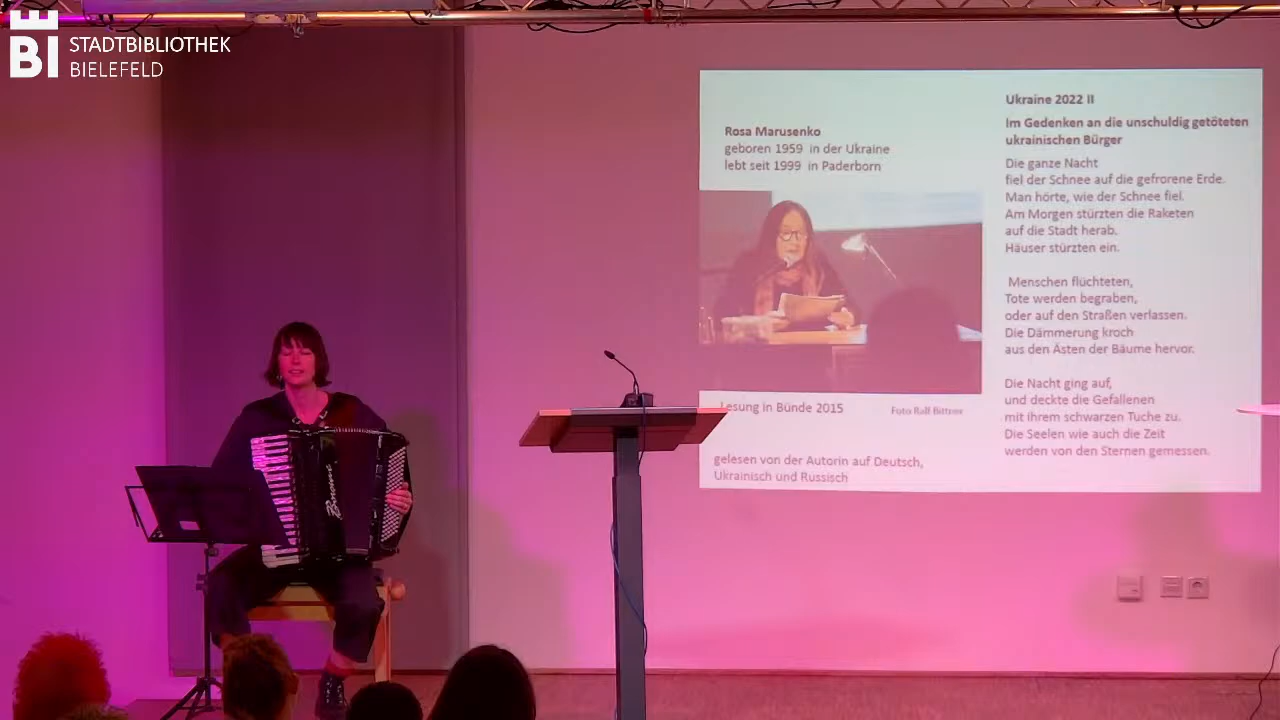 BI STADTBIBLIOTHEK
BIELEFELD
Rosa Marusenko
geboren 1959 in der Ukraine
lebt seit 1999 in Paderborn
Lesung in Bünde 2015
Foto Ralf Bittner
gelesen von der Autorin auf Deutsch,
Ukrainisch und Russisch
Ukraine 2022 II
Im Gedenken an die unschuldig getöteten
ukrainischen Bürger
Die ganze Nacht
fiel der Schnee auf die gefrorene Erde.
Man hörte, wie der Schnee fiel.
Am Morgen stürzten die Raketen
auf die Stadt herab.
Häuser stürzten ein.
Menschen flüchteten,
Tote werden begraben,
oder auf den Straßen verlassen.
Die Dämmerung kroch
aus den Ästen der Bäume hervor.
Die Nacht ging auf,
und deckte die Gefallenen
mit ihrem schwarzen Tuche zu.
Die Seelen wie auch die Zeit
werden von den Sternen gemessen.